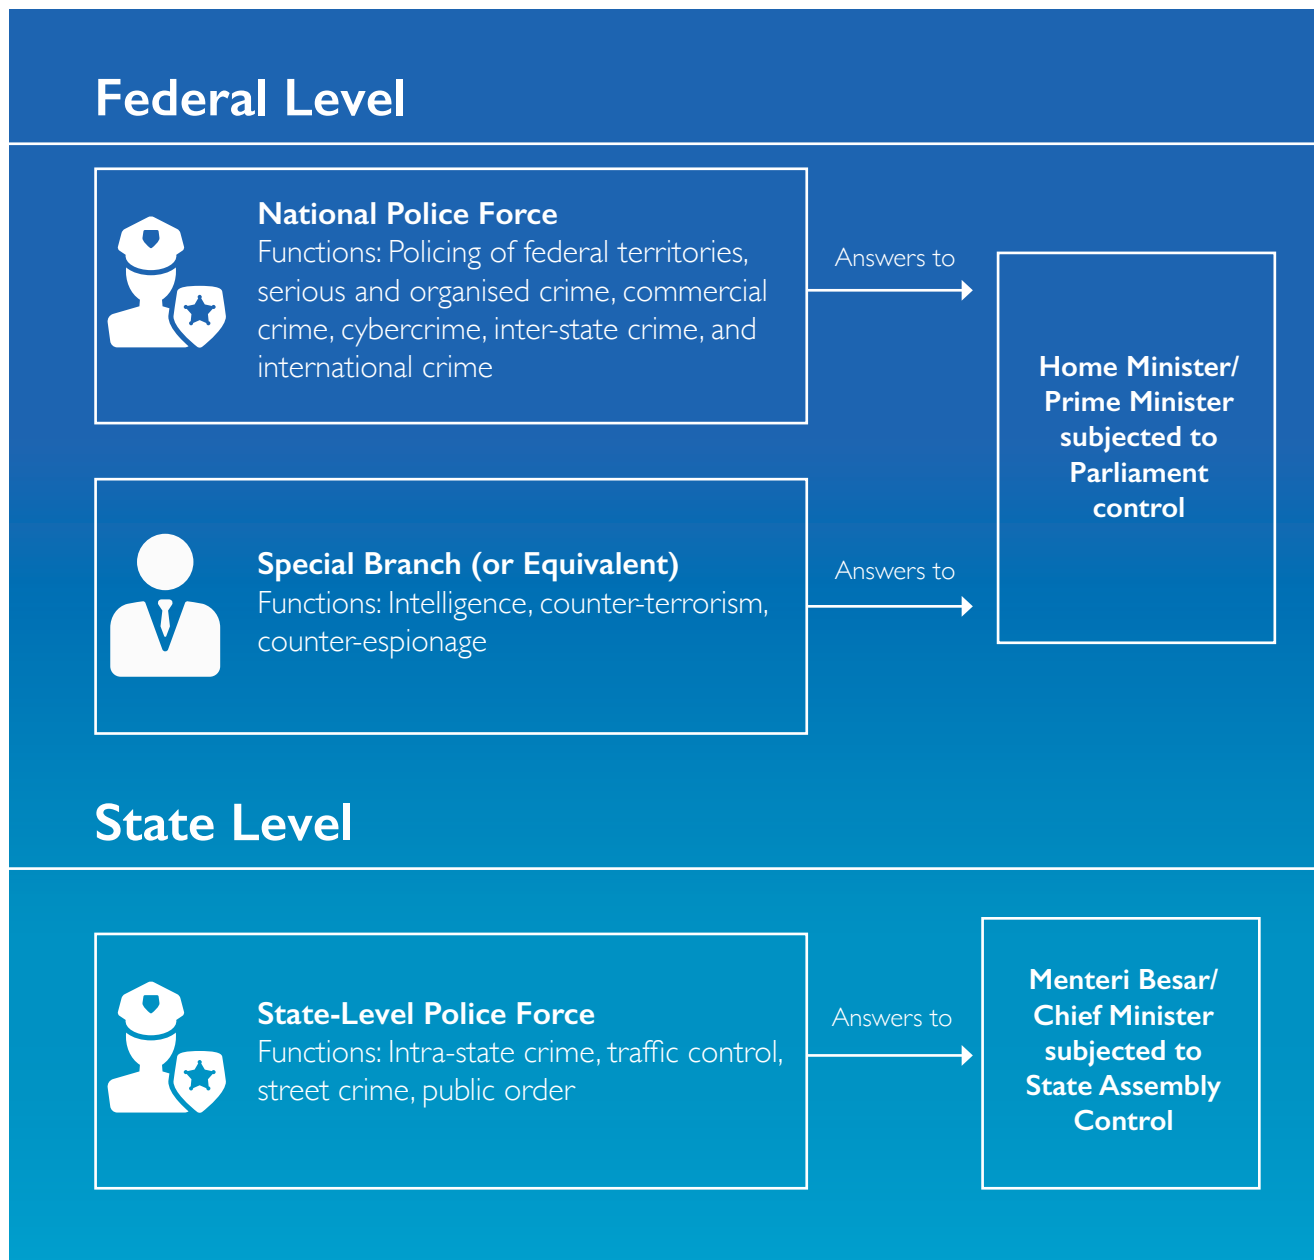 Federal Level
National Police Force
Functions: Policing of federal territories,
serious and organised crime, commercial
crime, cybercrime, inter-state crime, and
international crime
Answers to
Home Minister/
Prime Minister
subjected to
Parliament
control
Special Branch (or Equivalent)
Functions: Intelligence, counter-terrorism,
counter-espionage
Answers to
State Level
State-Level Police Force
Functions: Intra-state crime, traffic control,
street crime, public order
Answers to
Menteri Besar/
Chief Minister
subjected to
State Assembly
Control